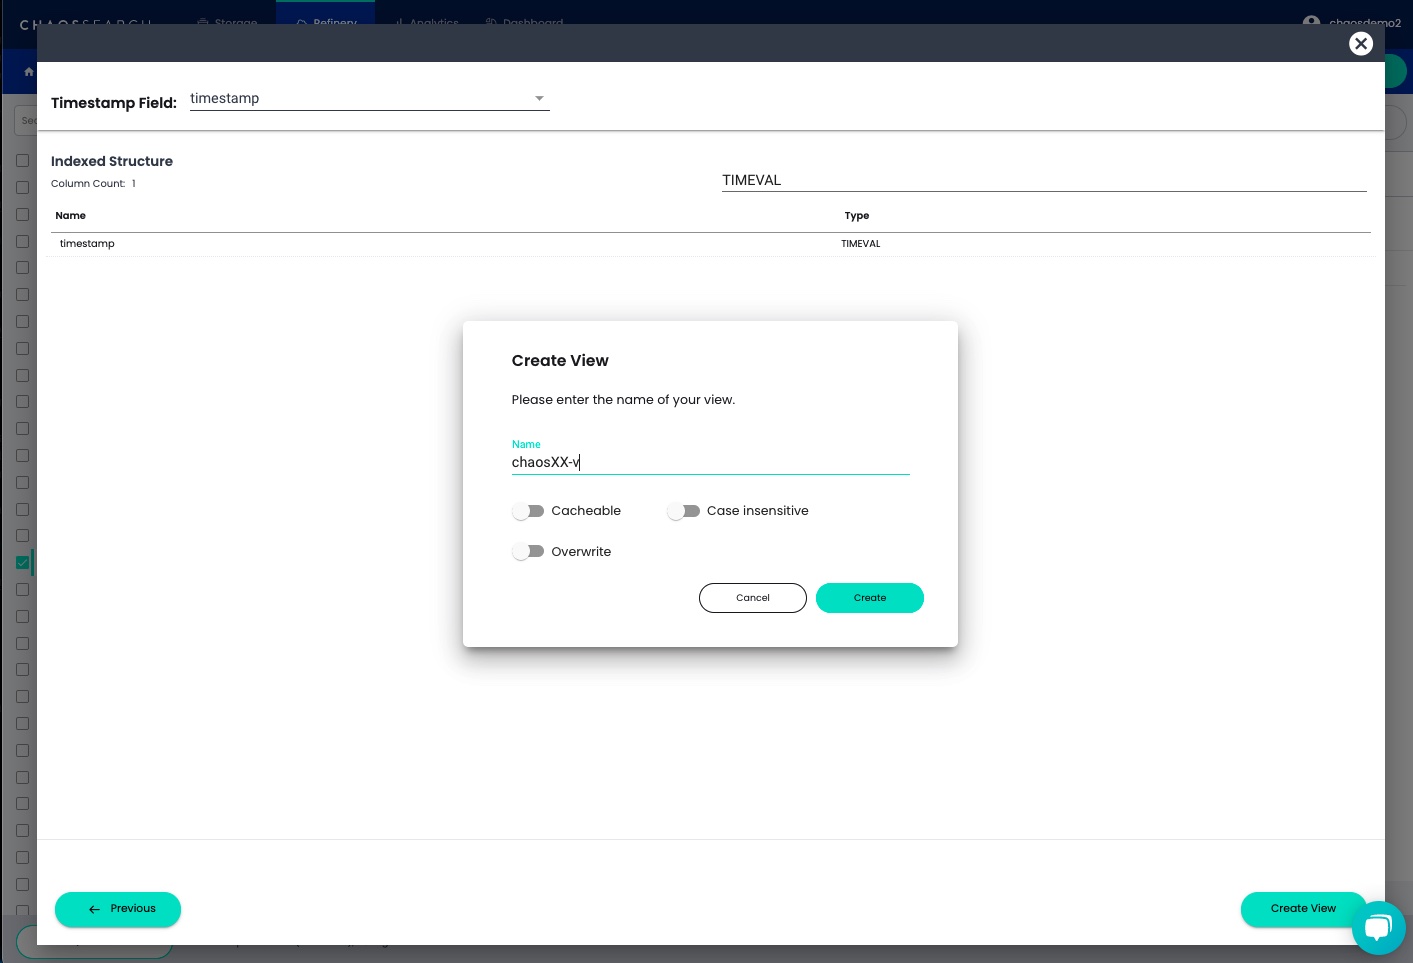 CHAOSSEARCH
Storage
Refinery
Analytics
Dashboard
chaosdemo2
Timestamp Field: timestamp
Indexed Structure
Column Count: 1
TIMEVAL
Name Type
timestamp TIMEVAL
Create View
Please enter the name of your view.
Name
chaosXX-v
Cacheable Case insensitive
Overwrite
Cancel Create
Previous Create View